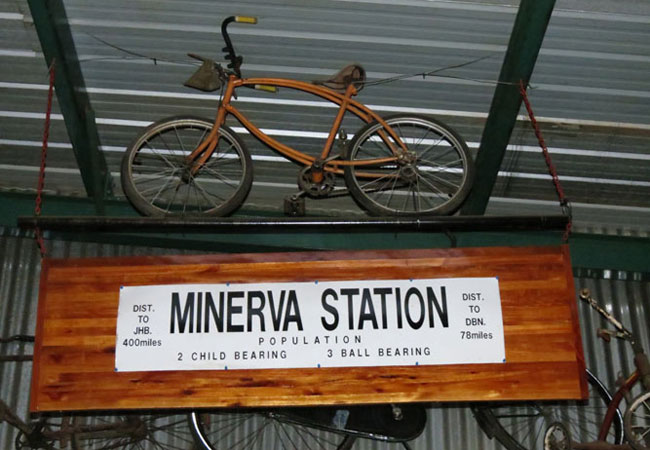 DIST.
TO
JHB.
400miles
MINERVA STATION
POPULATION
2 CHILD BEARING 3 BALL BEARING
DIST.
TO
DBN.
78miles